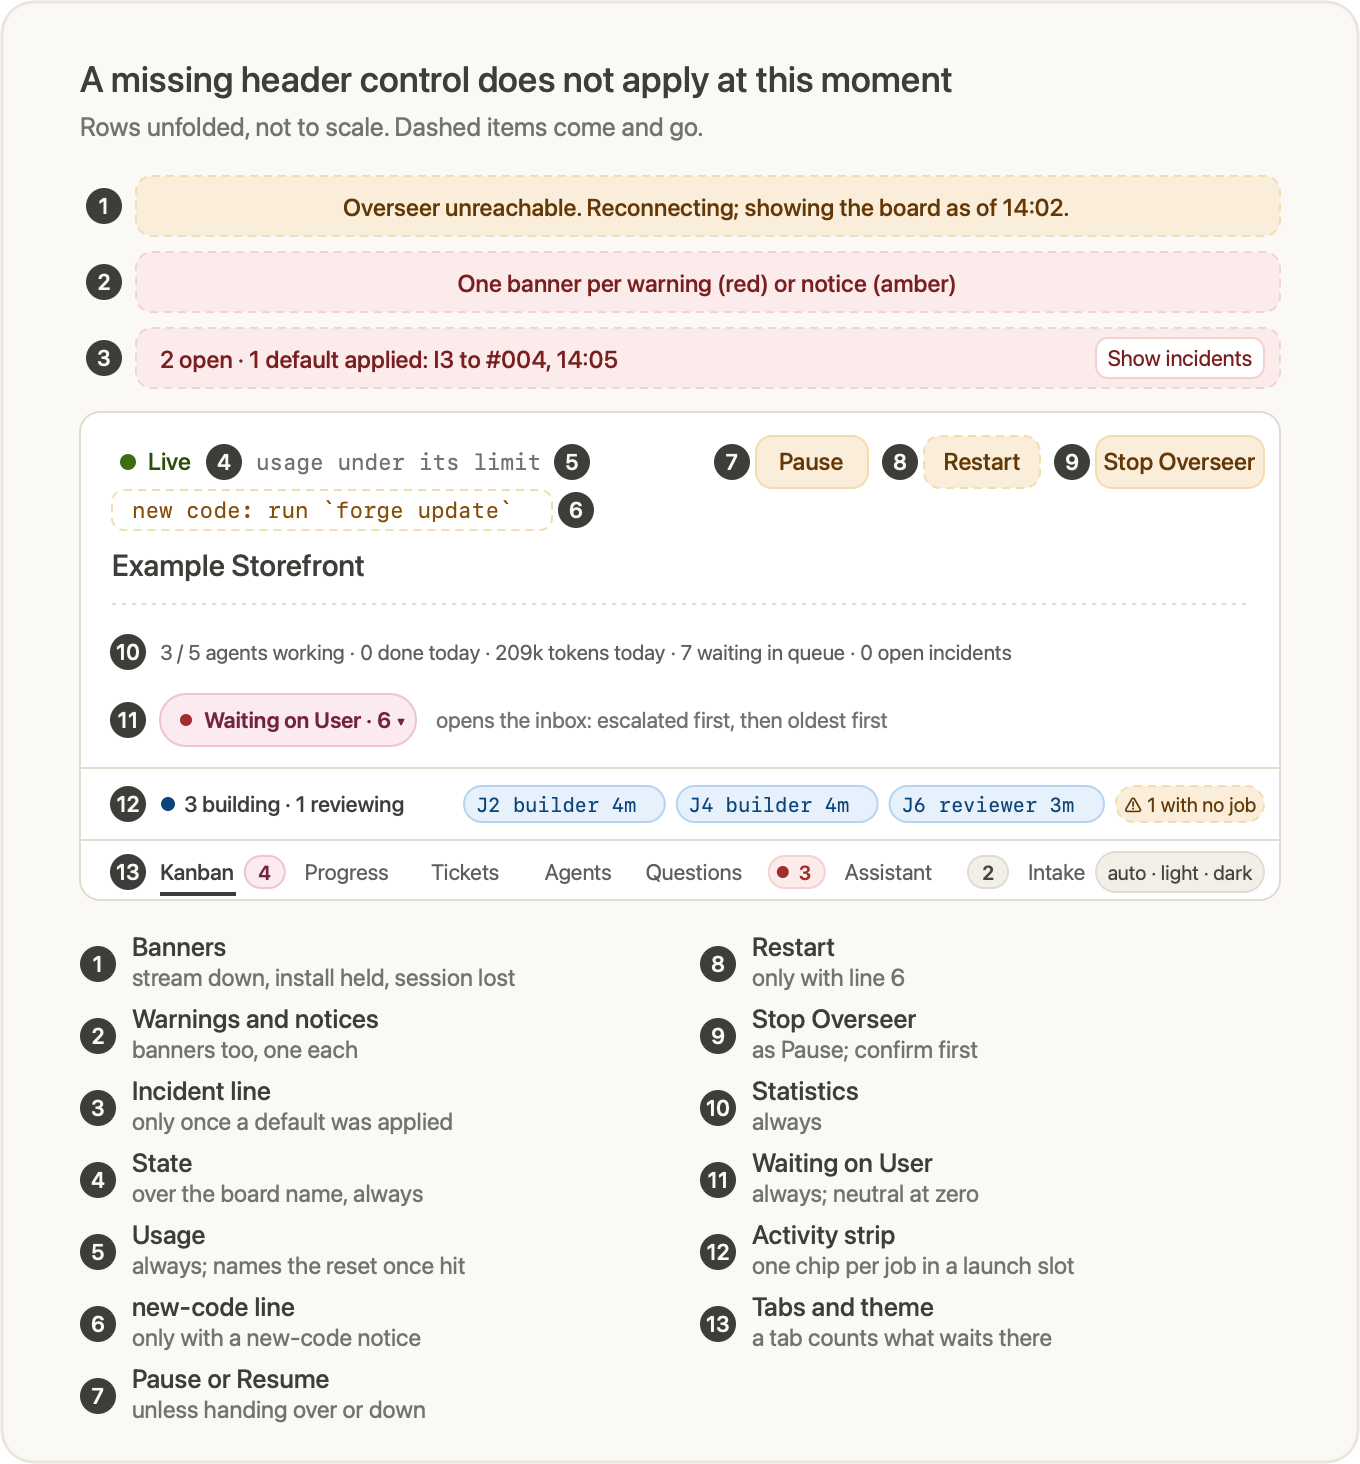 A missing header control does not apply at this moment
Rows unfolded, not to scale. Dashed items come and go.
1 Overseer unreachable. Reconnecting; showing the board as of 14:02.
2 One banner per warning (red) or notice (amber)
3 2 open · 1 default applied: I3 to #004, 14:05 Show incidents
Live 4 usage under its limit 5 7 Pause 8 Restart 9 Stop Overseer
new code: run `forge update` 6
Example Storefront
10 3 / 5 agents working · 0 done today · 209k tokens today · 7 waiting in queue · 0 open incidents
11 Waiting on User · 6 ▾ opens the inbox: escalated first, then oldest first
12 3 building · 1 reviewing J2 builder 4m J4 builder 4m J6 reviewer 3m ⚠ 1 with no job
13 Kanban 4 Progress Tickets Agents Questions 3 Assistant 2 Intake auto · light · dark
1 Banners
stream down, install held, session lost
2 Warnings and notices
banners too, one each
3 Incident line
only once a default was applied
4 State
over the board name, always
5 Usage
always; names the reset once hit
6 new-code line
only with a new-code notice
7 Pause or Resume
unless handing over or down
8 Restart
only with line 6
9 Stop Overseer
as Pause; confirm first
10 Statistics
always
11 Waiting on User
always; neutral at zero
12 Activity strip
one chip per job in a launch slot
13 Tabs and theme
a tab counts what waits there